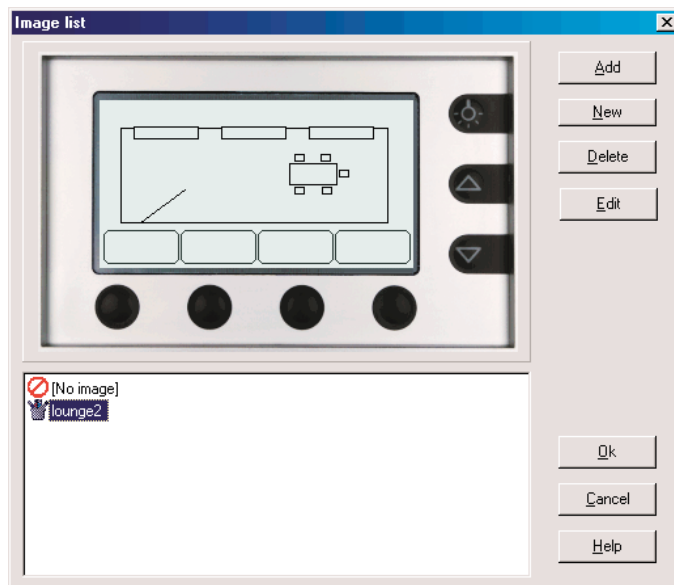 Image list
Add
New
Delete
Edit
[No image]
lounge2
Ok
Cancel
Help